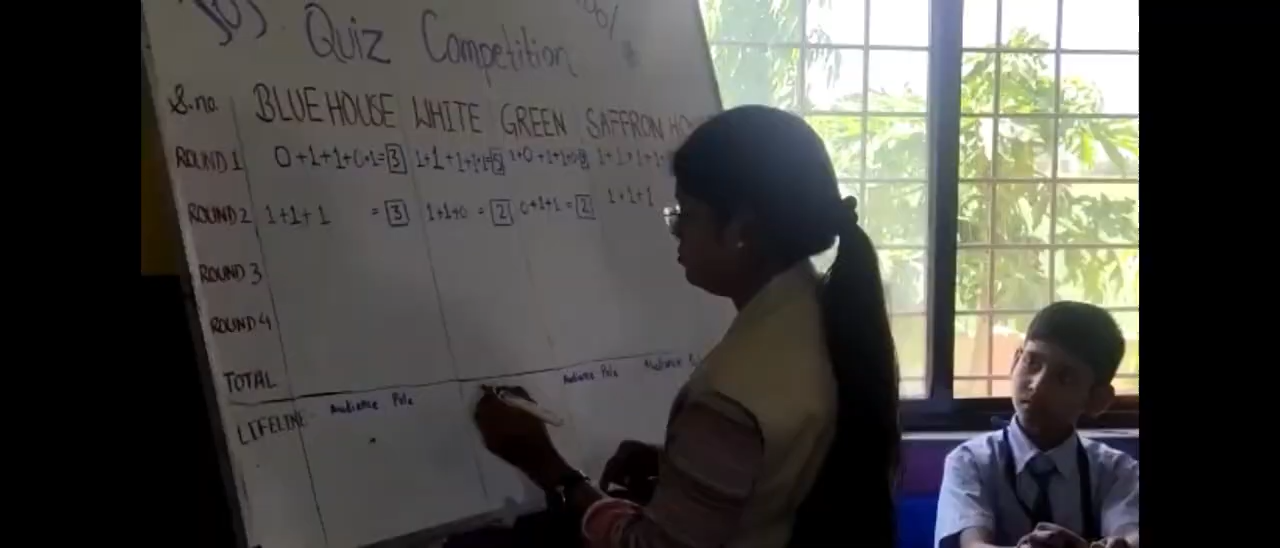 Quiz Competition
S.no. BLUE HOUSE WHITE GREEN SAFFRON
ROUND 1 0+1+1+0+1=3 1+1+1+1+1=5 1+0+1+1+0=3 1+1+1+1
ROUND 2 1+1+1 =3 1+1+0 =2 0+1+1 =2 1+1+1
ROUND 3
ROUND 4
TOTAL
LIFELINE Audience Pole Audience Pole Audience